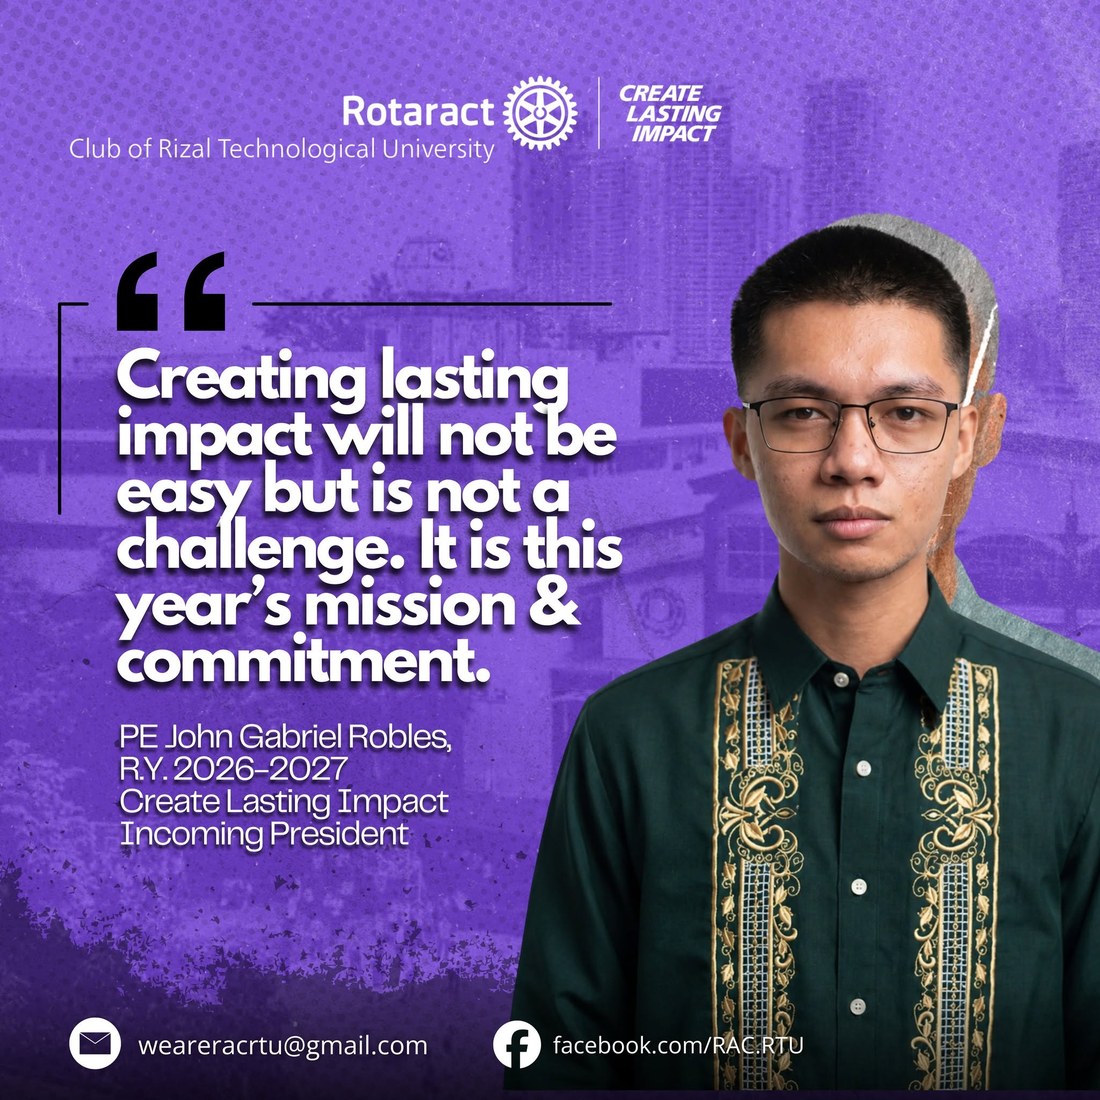 Rotaract
Club of Rizal Technological University
CREATE
LASTING
IMPACT
“
Creating lasting
impact will not be
easy but is not a
challenge. It is this
year’s mission &
commitment.
PE John Gabriel Robles,
R.Y. 2026-2027
Create Lasting Impact
Incoming President
weareracrtu@gmail.com
facebook.com/RAC.RTU